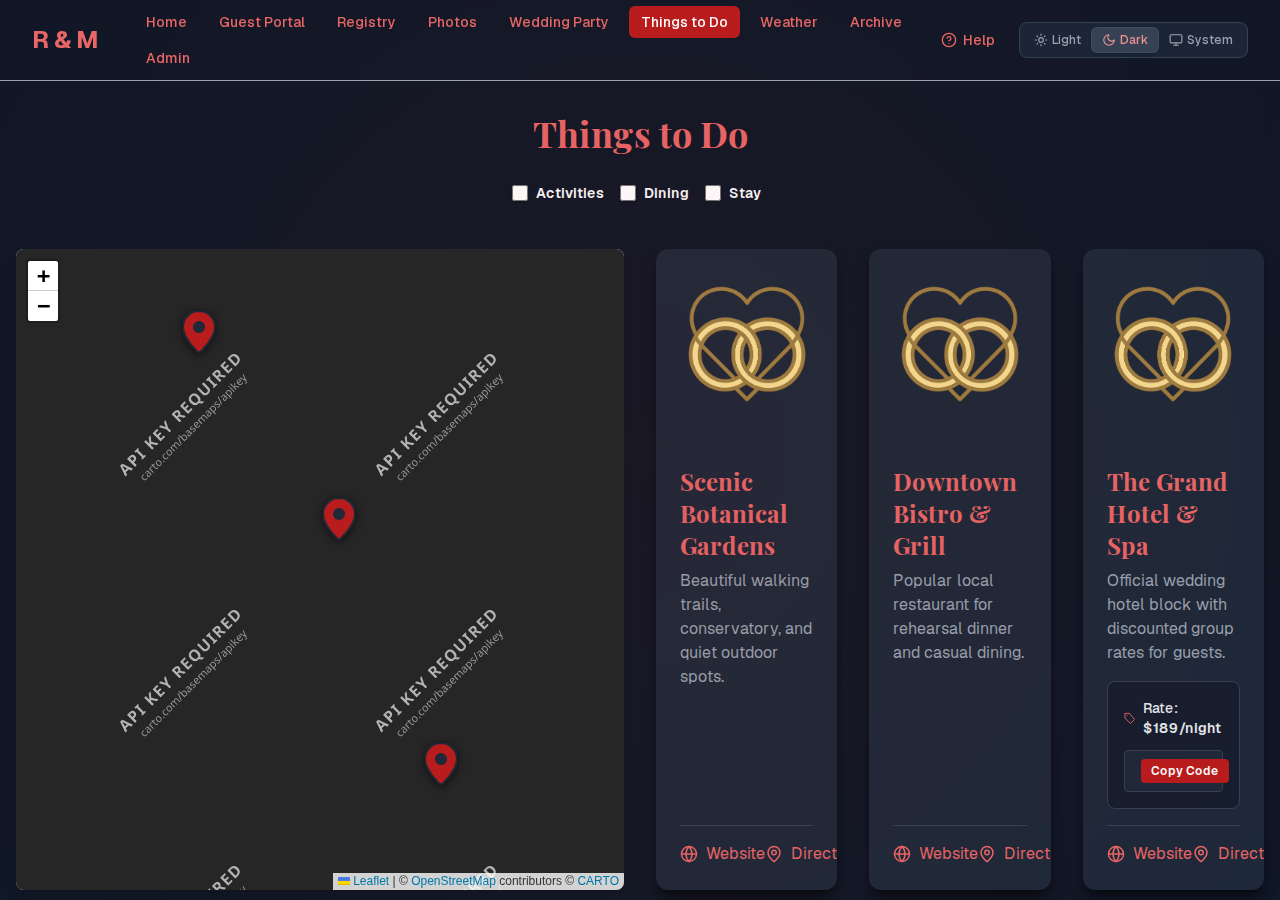 R & M
Home
Guest Portal
Registry
Photos
Wedding Party
Things to Do
Weather
Archive
Admin
Help
Light
Dark
System
Things to Do
Activities
Dining
Stay
+
−
API KEY REQUIRED
carto.com/basemaps/apikey
API KEY REQUIRED
carto.com/basemaps/apikey
API KEY REQUIRED
carto.com/basemaps/apikey
API KEY REQUIRED
carto.com/basemaps/apikey
Leaflet | © OpenStreetMap contributors © CARTO
Scenic
Botanical
Gardens
Beautiful walking
trails,
conservatory, and
quiet outdoor
spots.
Website
Direct
Downtown
Bistro &
Grill
Popular local
restaurant for
rehearsal dinner
and casual dining.
Website
Direct
The Grand
Hotel &
Spa
Official wedding
hotel block with
discounted group
rates for guests.
Rate:
$189/night
Copy Code
Website
Direct